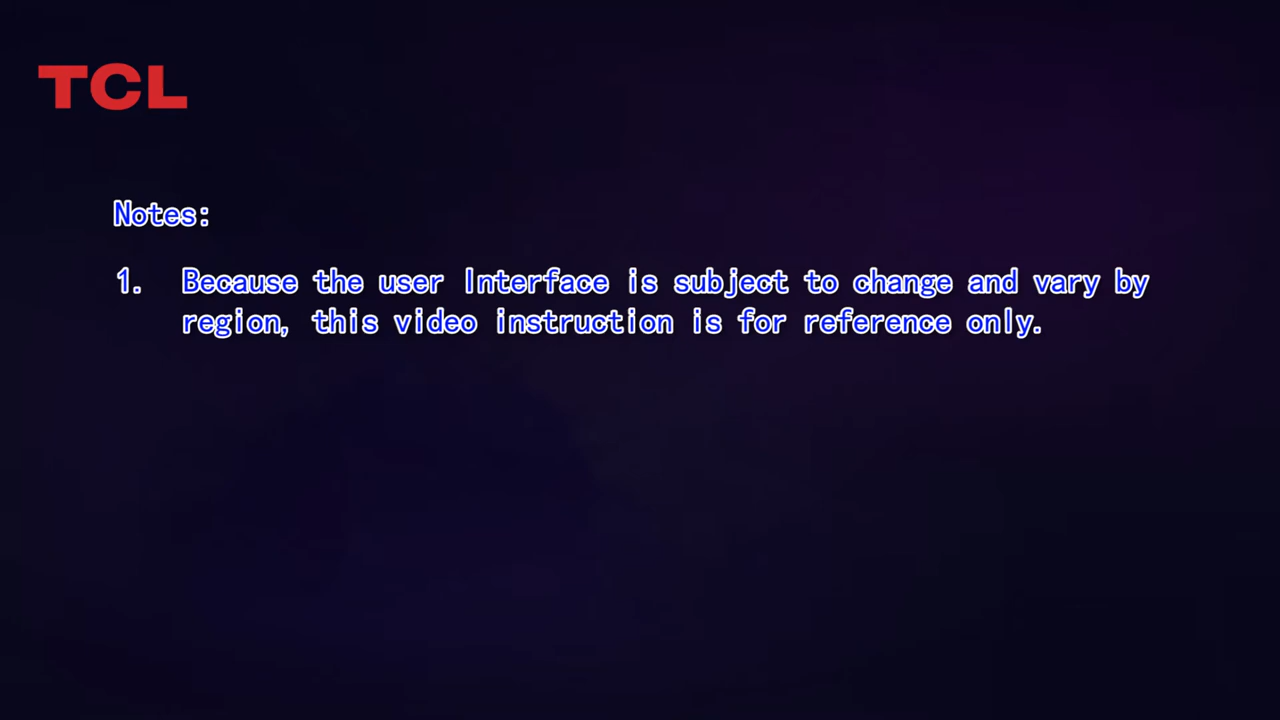 TCL
Notes:
1. Because the user Interface is subject to change and vary by
region, this video instruction is for reference only.